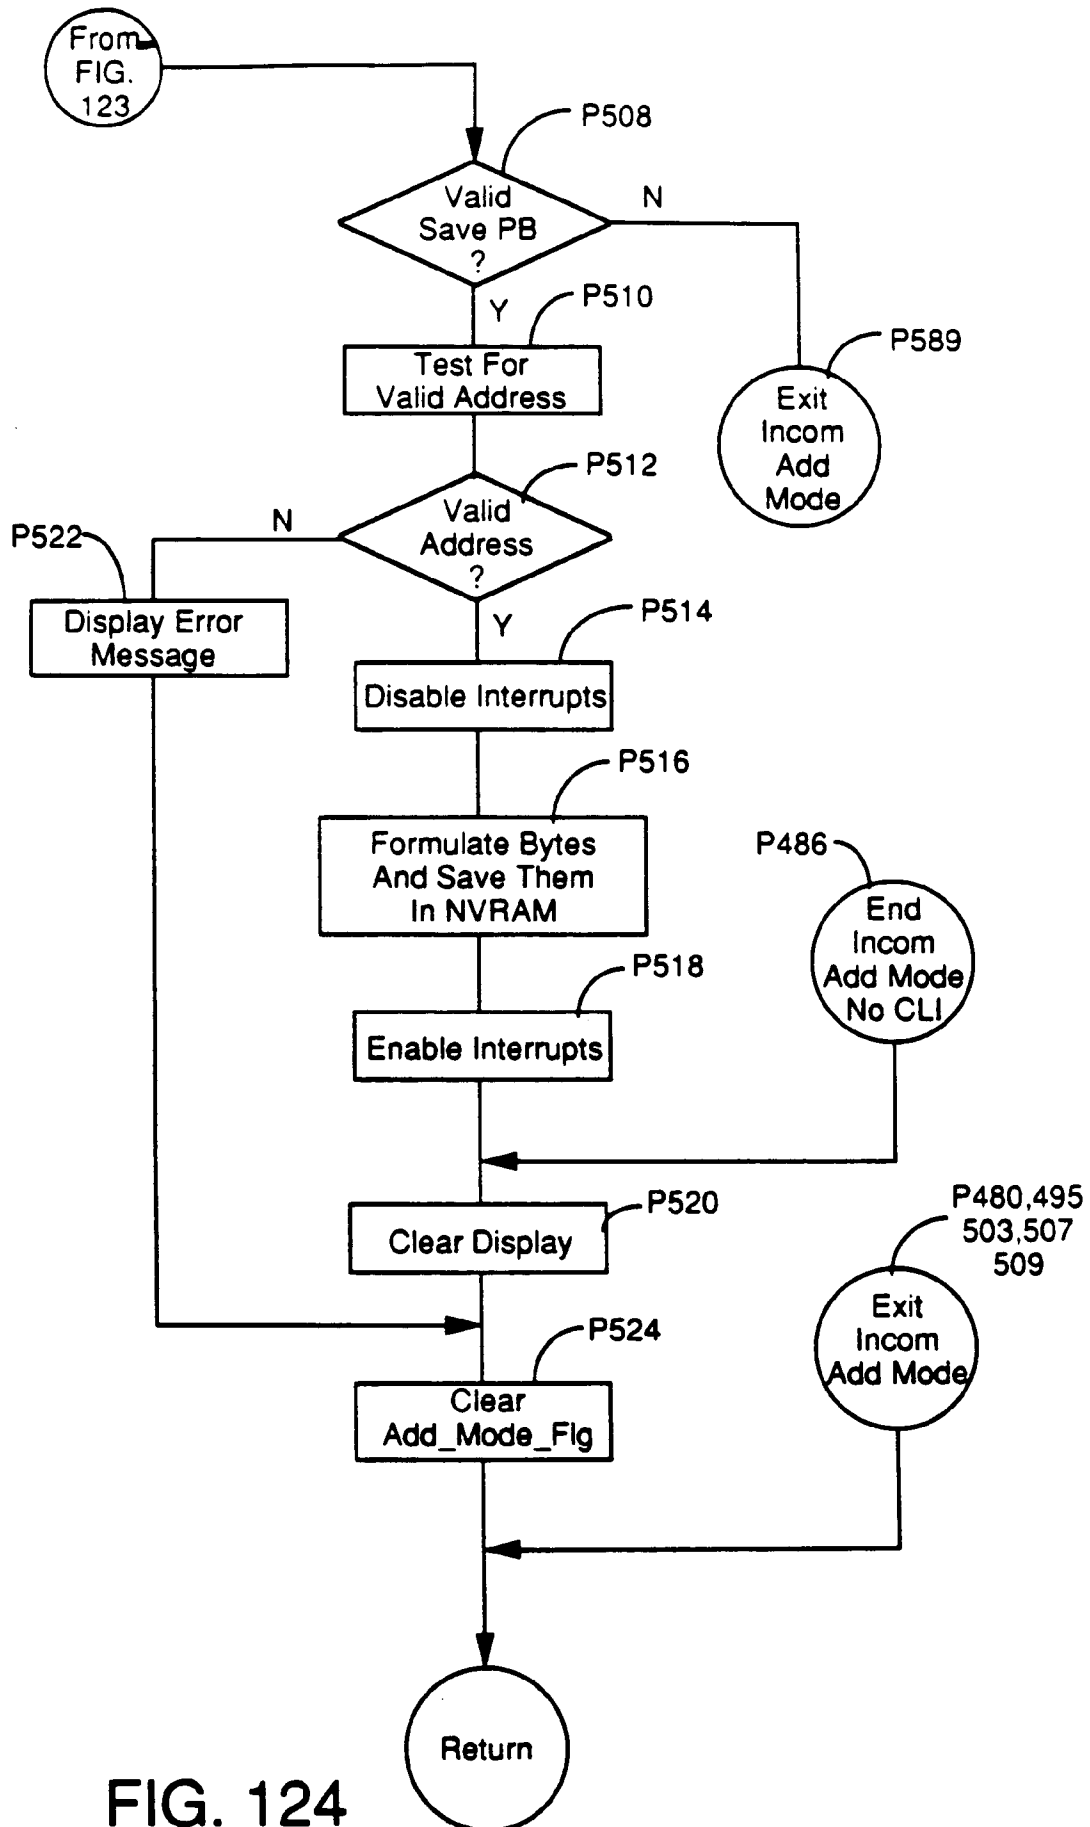 From
FIG.
123
P508
Valid
Save PB
?
N
Y
P510
Test For
Valid Address
P589
Exit
Incom
Add
Mode
P512
Valid
Address
?
N
P522
Display Error
Message
Y
P514
Disable Interrupts
P516
Formulate Bytes
And Save Them
In NVRAM
P486
End
Incom
Add Mode
No CLI
P518
Enable Interrupts
P520
Clear Display
P480,495
503,507
509
Exit
Incom
Add Mode
P524
Clear
Add_Mode_Flg
Return
FIG. 124